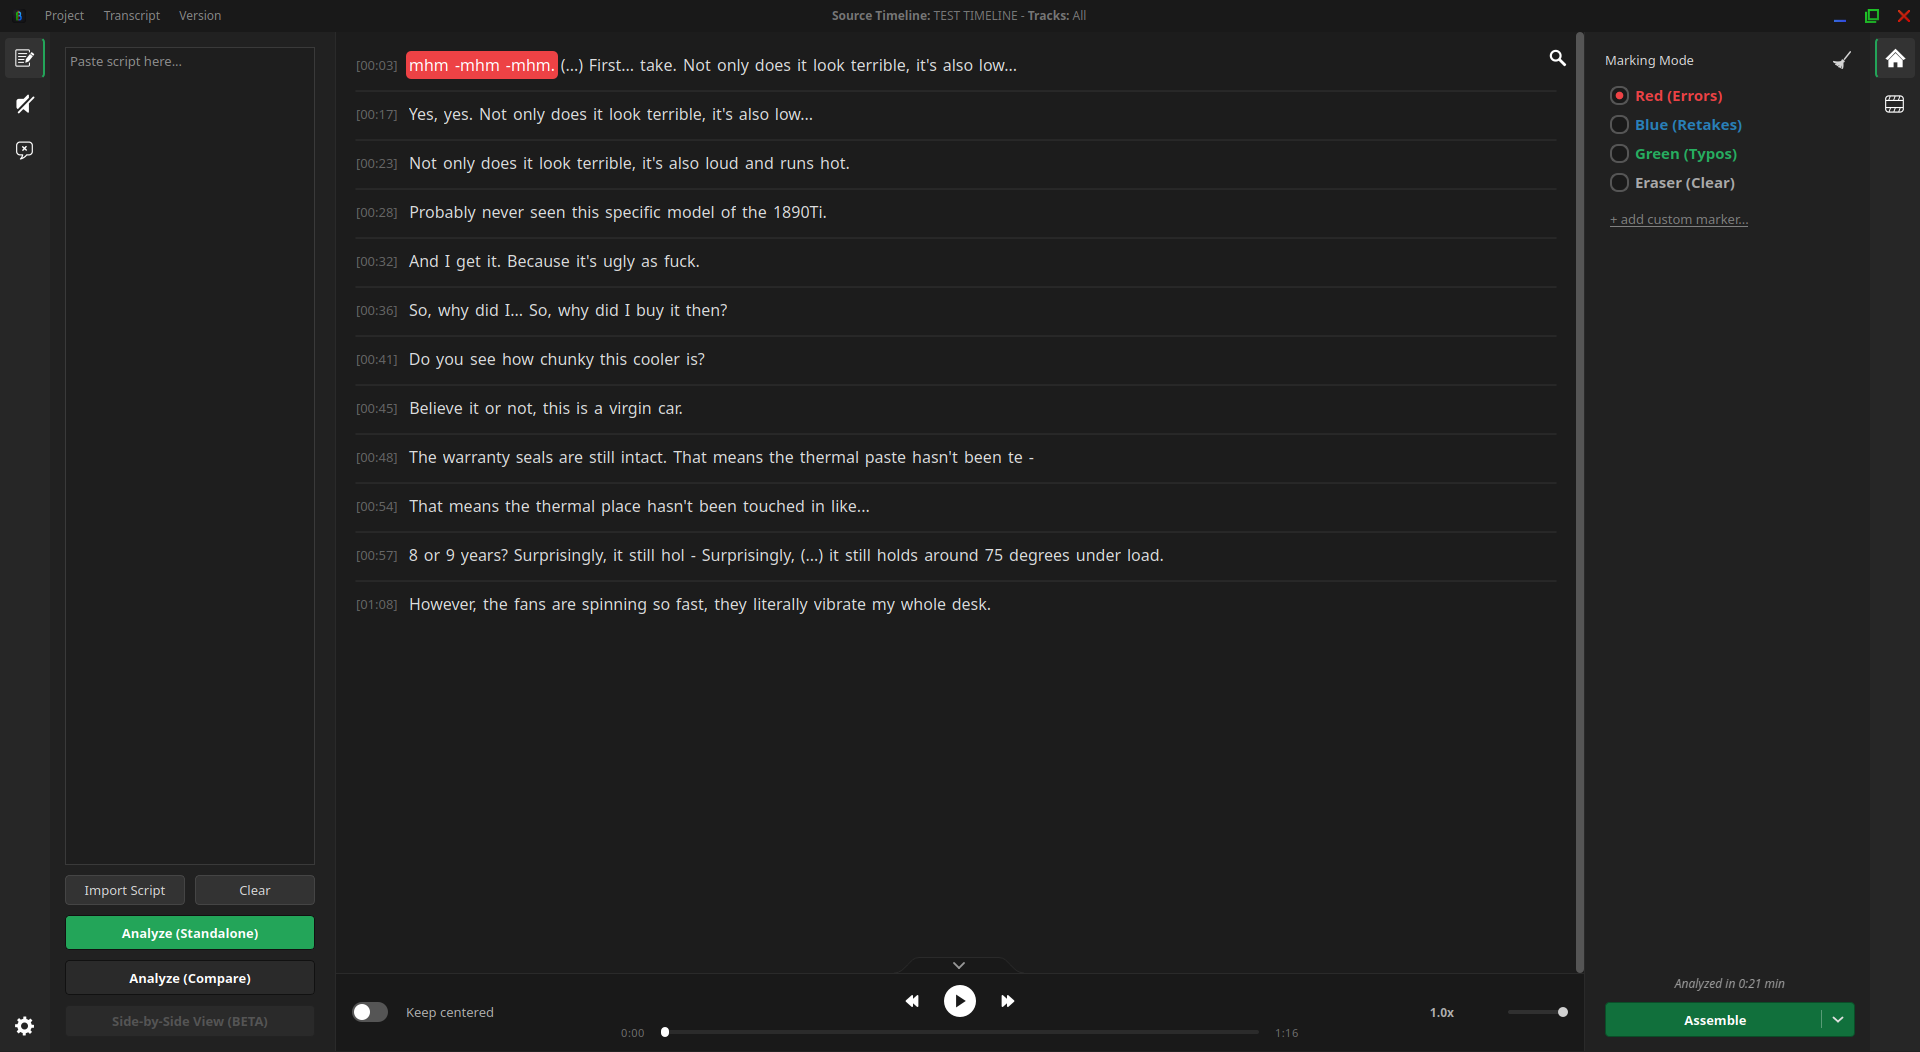 Project Transcript Version
Source Timeline: TEST TIMELINE - Tracks: All
Paste script here...
Import Script Clear
Analyze (Standalone)
Analyze (Compare)
Side-by-Side View (BETA)
[00:03] mhm -mhm -mhm. (...) First... take. Not only does it look terrible, it's also low...
[00:17] Yes, yes. Not only does it look terrible, it's also low...
[00:23] Not only does it look terrible, it's also loud and runs hot.
[00:28] Probably never seen this specific model of the 1890Ti.
[00:32] And I get it. Because it's ugly as fuck.
[00:36] So, why did I... So, why did I buy it then?
[00:41] Do you see how chunky this cooler is?
[00:45] Believe it or not, this is a virgin car.
[00:48] The warranty seals are still intact. That means the thermal paste hasn't been te -
[00:54] That means the thermal place hasn't been touched in like...
[00:57] 8 or 9 years? Surprisingly, it still hol - Surprisingly, (...) it still holds around 75 degrees under load.
[01:08] However, the fans are spinning so fast, they literally vibrate my whole desk.
Keep centered
0:00 1:16
1.0x
Marking Mode
Red (Errors)
Blue (Retakes)
Green (Typos)
Eraser (Clear)
+ add custom marker...
Analyzed in 0:21 min
Assemble